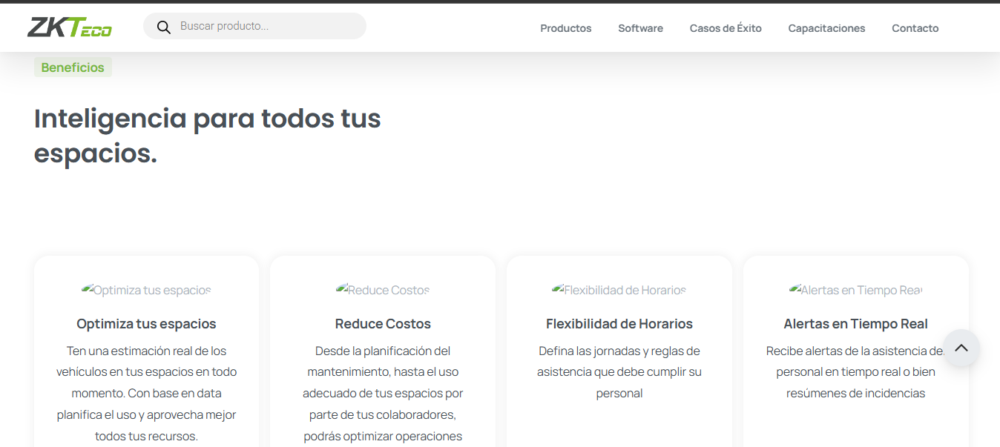 ZKTECO
Buscar producto...
Productos
Software
Casos de Éxito
Capacitaciones
Contacto
Beneficios
Inteligencia para todos tus
espacios.
Optimiza tus espacios
Optimiza tus espacios
Ten una estimación real de los
vehículos en tus espacios en todo
momento. Con base en data
planifica el uso y aprovecha mejor
todos tus recursos.
Reduce Costos
Reduce Costos
Desde la planificación del
mantenimiento, hasta el uso
adecuado de tus espacios por
parte de tus colaboradores,
podrás optimizar operaciones
Flexibilidad de Horarios
Flexibilidad de Horarios
Defina las jornadas y reglas de
asistencia que debe cumplir su
personal
Alertas en Tiempo Real
Alertas en Tiempo Real
Recibe alertas de la asistencia de
personal en tiempo real o bien
resúmenes de incidencias